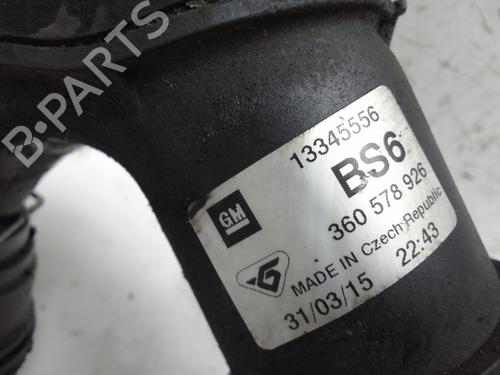 B-PARTS
13345556
BS6
GM
360 578 926
G
MADE IN Czech Republic
31/03/15 22:43